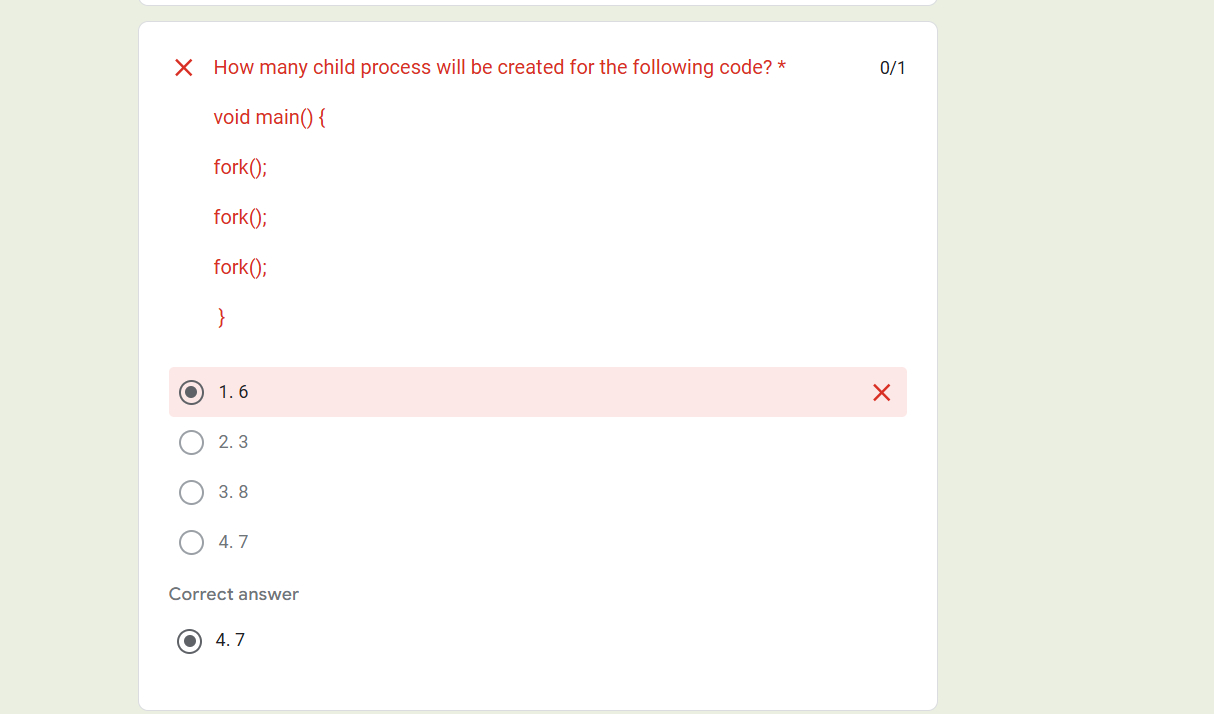 How many child process will be created for the following code? *
0/1
void main() {
fork();
fork();
fork();
}
1. 6
2. 3
3. 8
4. 7
Correct answer
4. 7